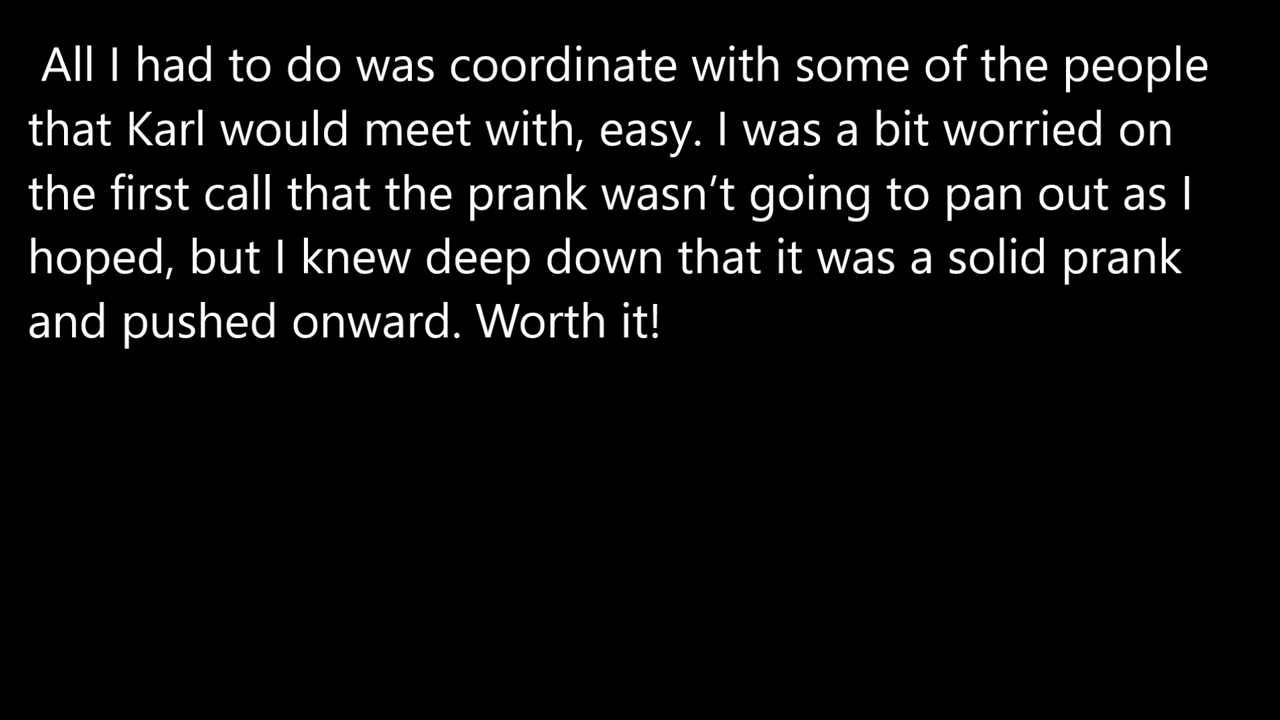 All I had to do was coordinate with some of the people
that Karl would meet with, easy. I was a bit worried on
the first call that the prank wasn’t going to pan out as I
hoped, but I knew deep down that it was a solid prank
and pushed onward. Worth it!